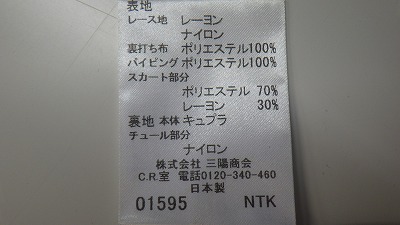 表地
レース地 レーヨン
ナイロン
裏打ち布 ポリエステル100%
パイピング ポリエステル100%
スカート部分
ポリエステル 70%
レーヨン 30%
裏地 本体 キュプラ
チュール部分
ナイロン
株式会社 三陽商会
C.R.室 電話0120-340-460
日本製
01595 NTK